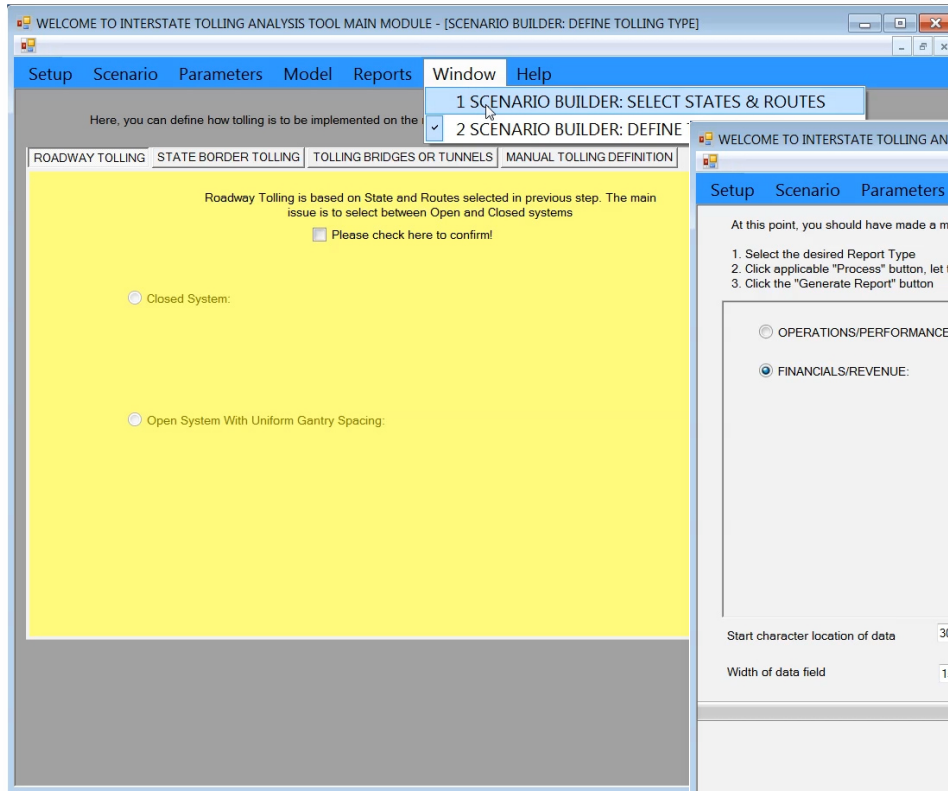 WELCOME TO INTERSTATE TOLLING ANALYSIS TOOL MAIN MODULE - [SCENARIO BUILDER: DEFINE TOLLING TYPE]
Setup Scenario Parameters Model Reports Window Help
1 SCENARIO BUILDER: SELECT STATES & ROUTES
2 SCENARIO BUILDER: DEFINE
Here, you can define how tolling is to be implemented on the
ROADWAY TOLLING STATE BORDER TOLLING TOLLING BRIDGES OR TUNNELS MANUAL TOLLING DEFINITION
Roadway Tolling is based on State and Routes selected in previous step. The main
issue is to select between Open and Closed systems
Please check here to confirm!
Closed System:
Open System With Uniform Gantry Spacing:
WELCOME TO INTERSTATE TOLLING AN
Setup Scenario Parameters
At this point, you should have made a m
1. Select the desired Report Type
2. Click applicable "Process" button, let
3. Click the "Generate Report" button
OPERATIONS/PERFORMANCE
FINANCIALS/REVENUE:
Start character location of data 30
Width of data field 1